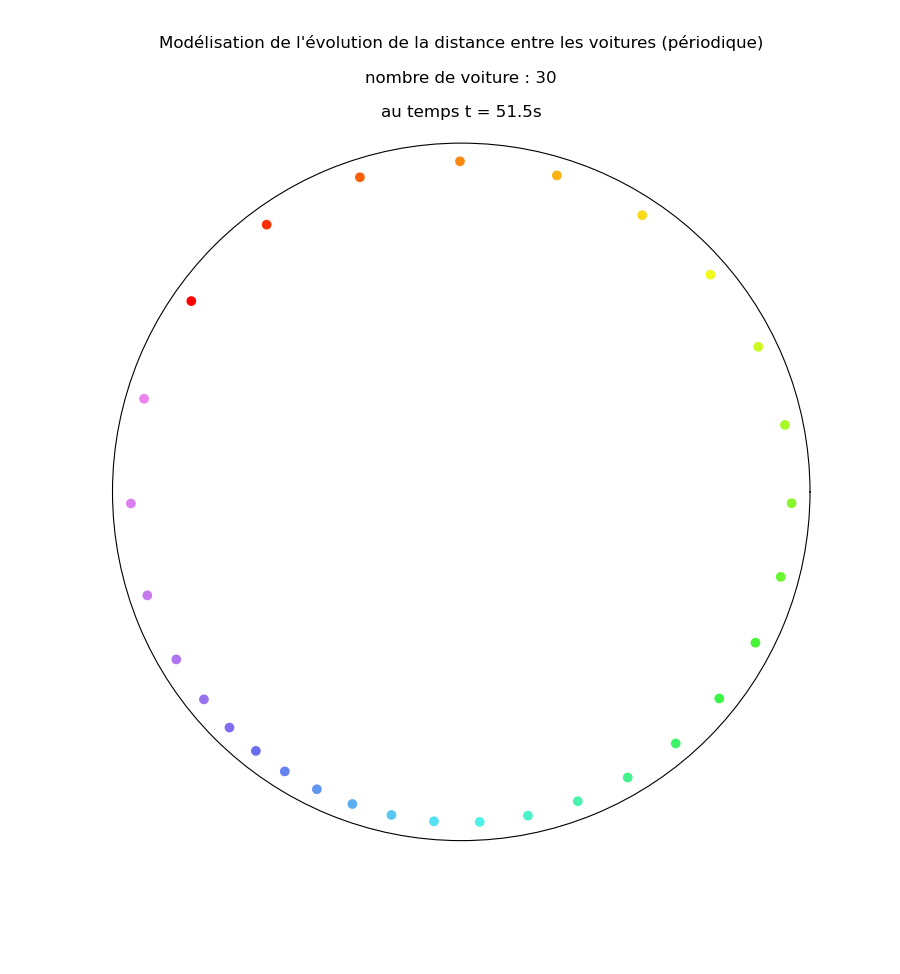 Modélisation de l'évolution de la distance entre les voitures (périodique)
nombre de voiture : 30
au temps t = 51.5s